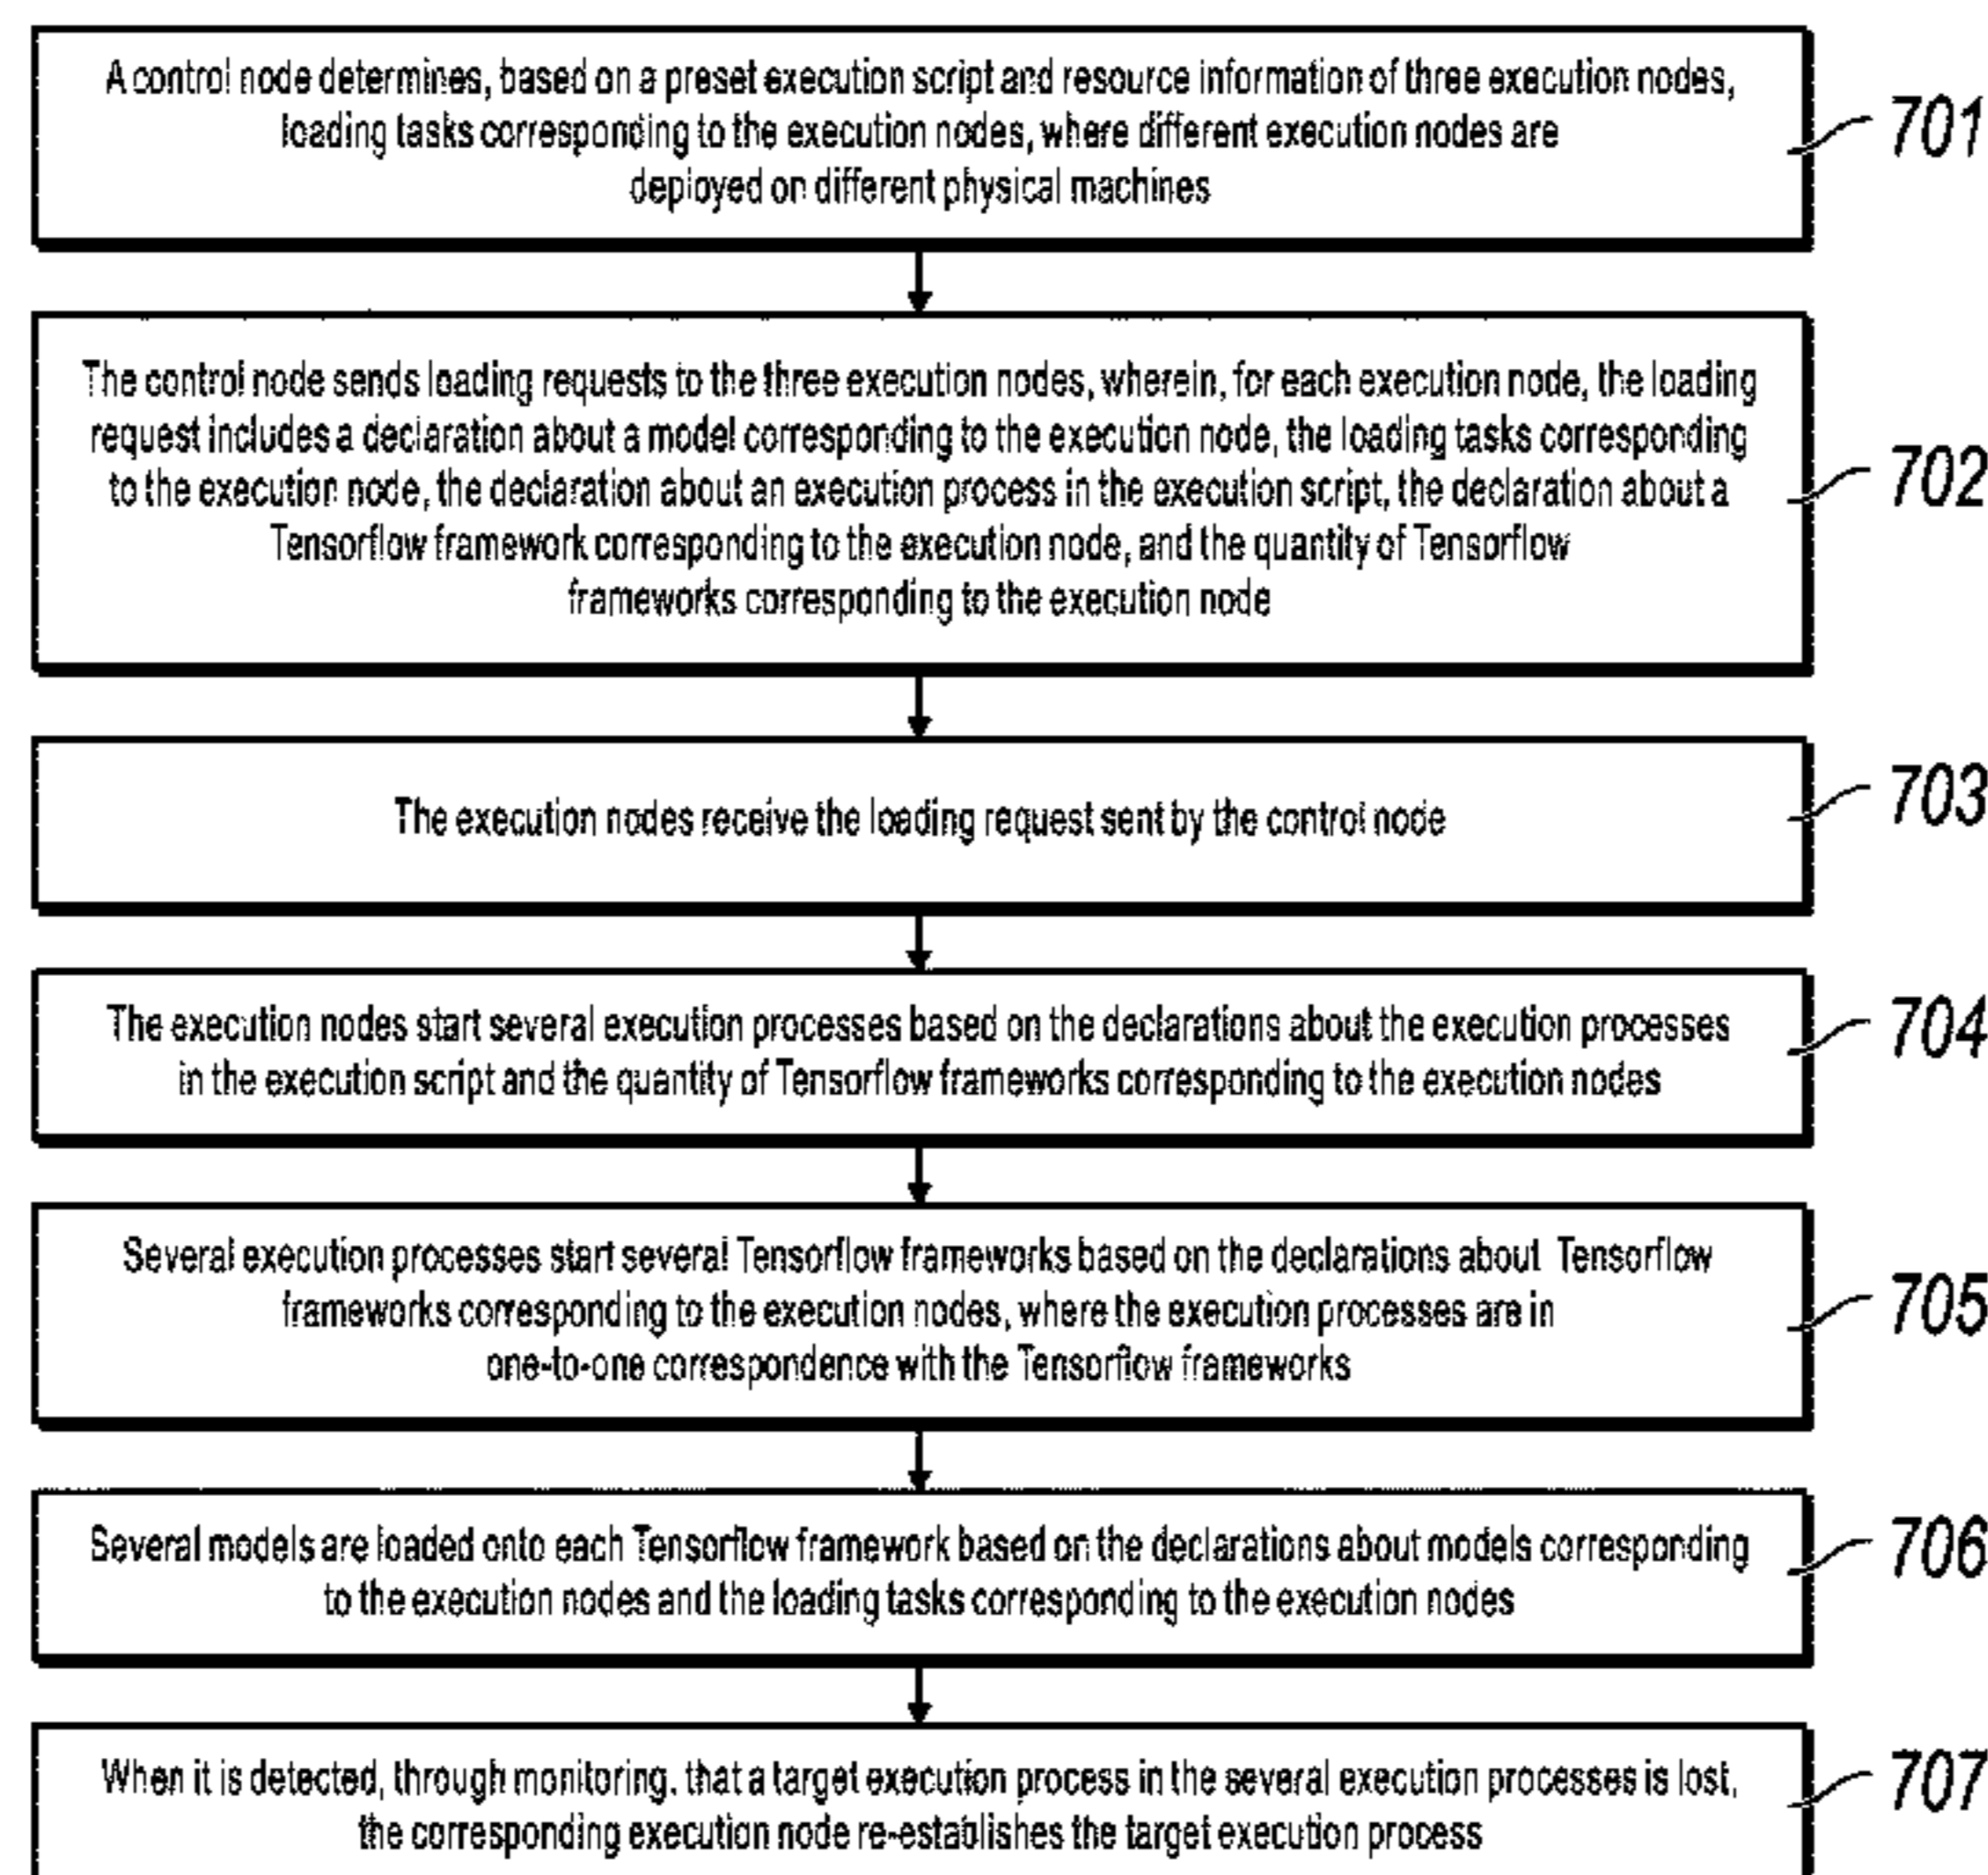 A control node determines, based on a preset execution script and resource information of three execution nodes,
loading tasks corresponding to the execution nodes, where different execution nodes are
deployed on different physical machines
701
The control node sends loading requests to the three execution nodes, wherein, for each execution node, the loading
request includes a declaration about a model corresponding to the execution node, the loading tasks corresponding
to the execution node, the declaration about an execution process in the execution script, the declaration about a
Tensorflow framework corresponding to the execution node, and the quantity of Tensorflow
frameworks corresponding to the execution node
702
The execution nodes receive the loading request sent by the control node
703
The execution nodes start several execution processes based on the declarations about the execution processes
in the execution script and the quantity of Tensorflow frameworks corresponding to the execution nodes
704
Several execution processes start several Tensorflow frameworks based on the declarations about Tensorflow
frameworks corresponding to the execution nodes, where the execution processes are in
one-to-one correspondence with the Tensorflow frameworks
705
Several models are loaded onto each Tensorflow framework based on the declarations about models corresponding
to the execution nodes and the loading tasks corresponding to the execution nodes
706
When it is detected, through monitoring, that a target execution process in the several execution processes is lost,
the corresponding execution node re-establishes the target execution process
707